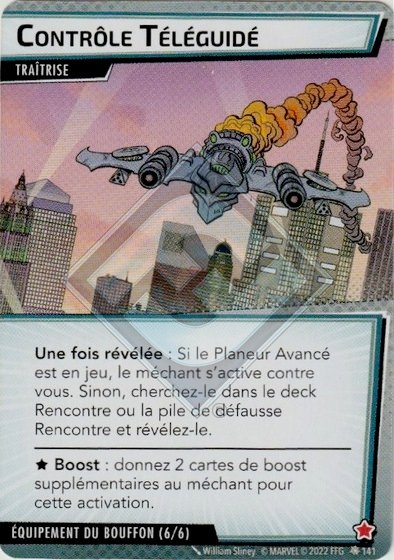 CONTRÔLE TÉLÉGUIDÉ
TRAÎTRISE
Une fois révélée : Si le Planeur Avancé
est en jeu, le méchant s'active contre
vous. Sinon, cherchez-le dans le deck
Rencontre ou la pile de défausse
Rencontre et révélez-le.
★ Boost : donnez 2 cartes de boost
supplémentaires au méchant pour
cette activation.
ÉQUIPEMENT DU BOUFFON (6/6)
William Sliney. © MARVEL © 2022 FFG 141